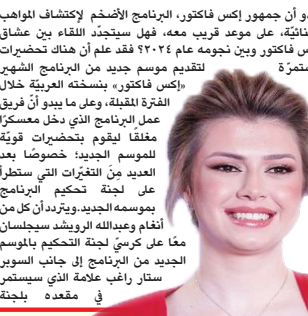 دو أن جمهور إكس فاكتور، البرنامج الأضخم لإكتشاف المواهب
نائيّة، على موعد قريب معه، فهل سيتجدّد اللقاء بين عشاق
س فاكتور وبين نجومه عام ٢٠٢٤؟ فقد علم أن هناك تحضيرات
ستمرّة لتقديم موسم جديد من البرنامج الشهير
«إكس فاكتور» بنسخته العربيّة خلال
الفترة المقبلة، وعلى ما يبدو أنّ فريق
عمل البرنامج الذي دخل معسكرًا
مغلقًا ليقوم بتحضيرات قويّة
للموسم الجديد؛ خصوصًا بعد
العديد مِنَ التغيّرات التي ستطرأ
على لجنة تحكيم البرنامج
بموسمه الجديد. ويتردد أن كل من
أنغام وعبدالله الرويشد سيجلسان
معًا على كرسيّ لجنة التحكيم بالموسم
الجديد من البرنامج إلى جانب السوبر
ستار راغب علامة الذي سيستمر
في مقعده بلجنة